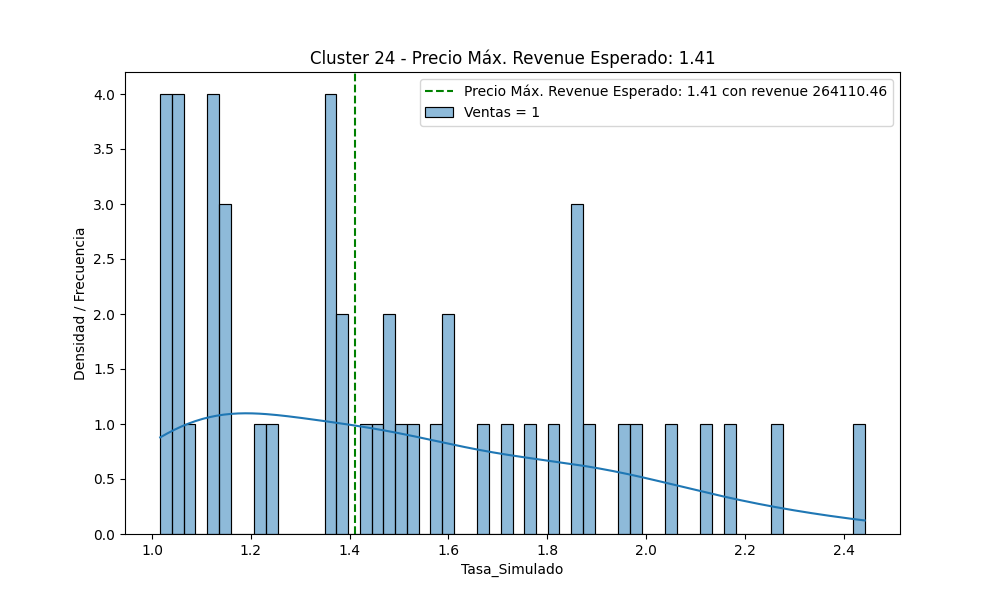 Cluster 24 - Precio Máx. Revenue Esperado: 1.41
Precio Máx. Revenue Esperado: 1.41 con revenue 264110.46
Ventas = 1
Densidad / Frecuencia
4.0
3.5
3.0
2.5
2.0
1.5
1.0
0.5
0.0
1.0 1.2 1.4 1.6 1.8 2.0 2.2 2.4
Tasa_Simulado